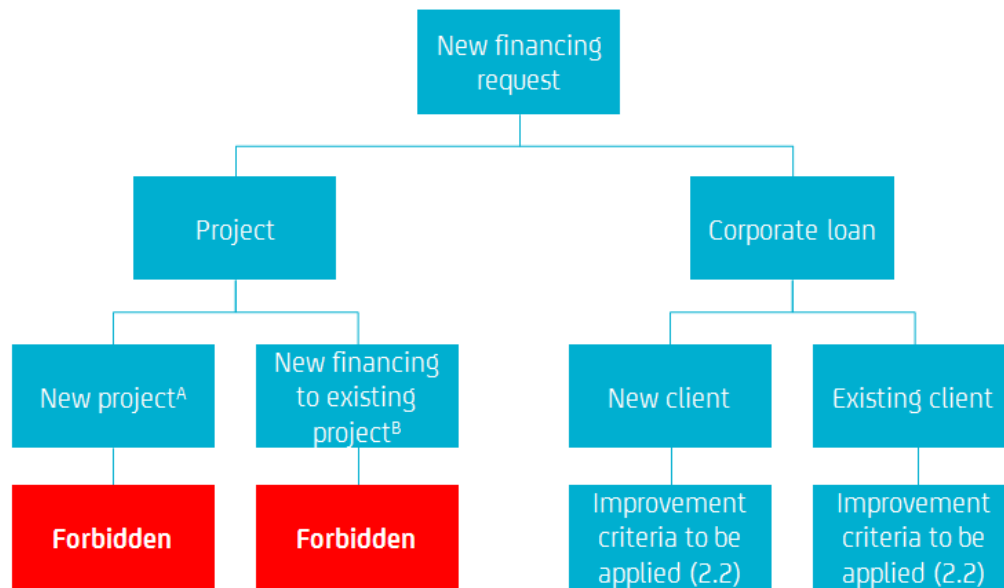 New financing
request
Project
Corporate loan
New projectᴬ
New financing
to existing
projectᴮ
New client
Existing client
Forbidden
Forbidden
Improvement
criteria to be
applied (2.2)
Improvement
criteria to be
applied (2.2)